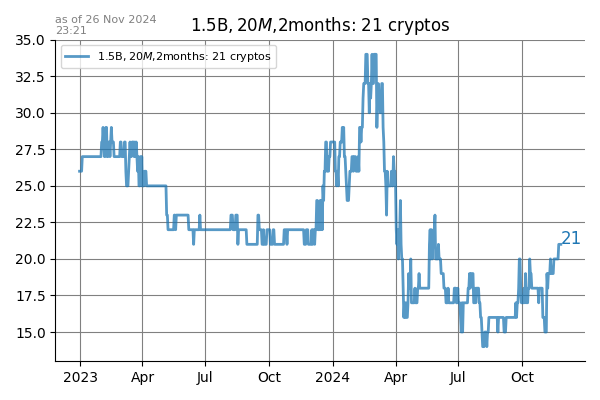 as of 26 Nov 2024
23:21
1.5B, 20M,2months: 21 cryptos
35.0
1.5B, 20M,2months: 21 cryptos
32.5
30.0
27.5
25.0
22.5
21
20.0
17.5
15.0
2023 Apr Jul Oct 2024 Apr Jul Oct